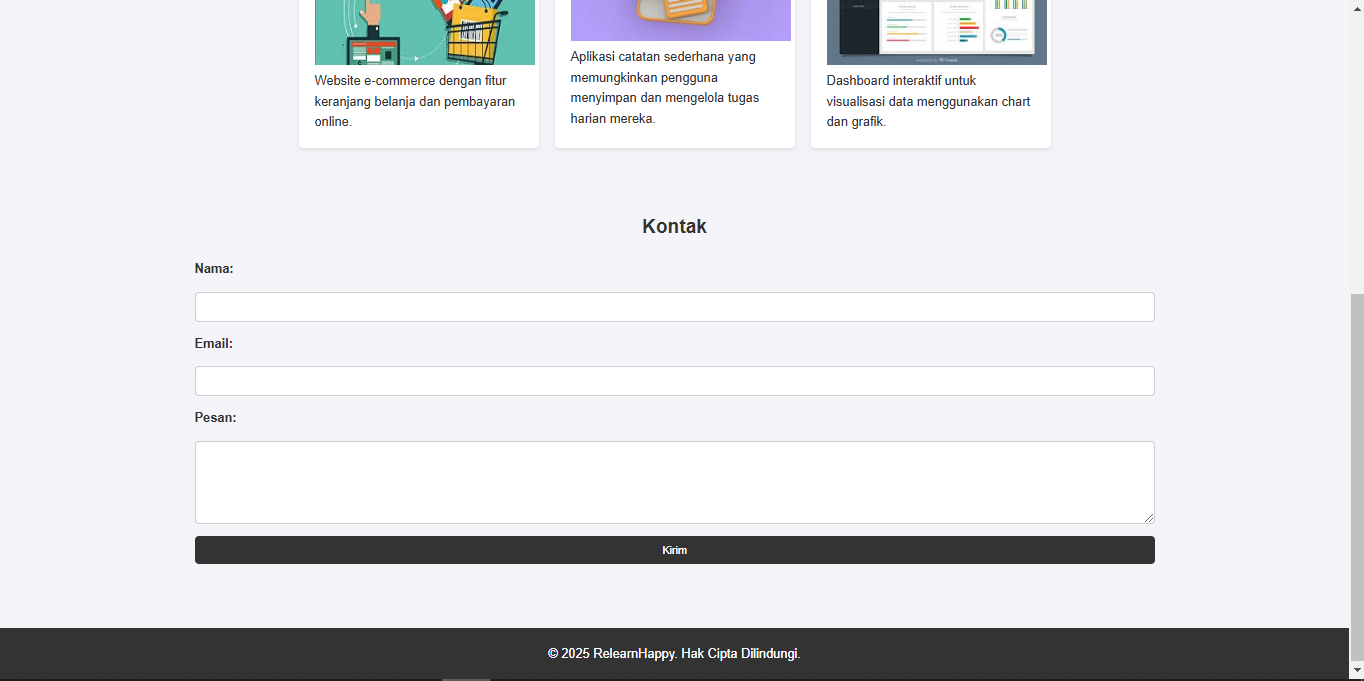 Website e-commerce dengan fitur
keranjang belanja dan pembayaran
online.
Aplikasi catatan sederhana yang
memungkinkan pengguna
menyimpan dan mengelola tugas
harian mereka.
Dashboard interaktif untuk
visualisasi data menggunakan chart
dan grafik.
Kontak
Nama:
Email:
Pesan:
Kirim
© 2025 RelearnHappy. Hak Cipta Dilindungi.